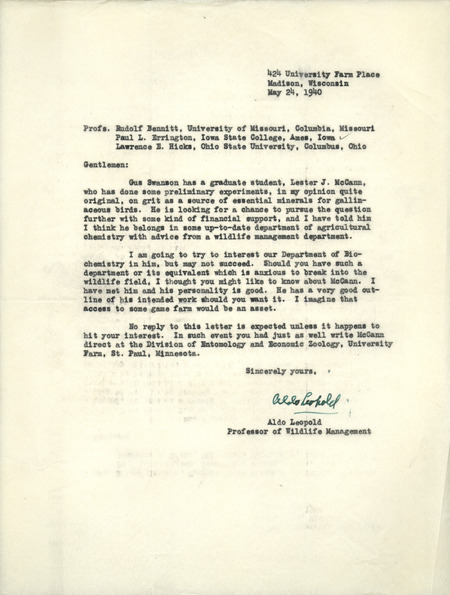 424 University Farm Place
Madison, Wisconsin
May 24, 1940
Profs. Rudolf Bennitt, University of Missouri, Columbia, Missouri
Paul L. Errington, Iowa State College, Ames, Iowa
Lawrence E. Hicks, Ohio State University, Columbus, Ohio
Gentlemen:
Gus Swanson has a graduate student, Lester J. McCann,
who has done some preliminary experiments, in my opinion quite
original, on grit as a source of essential minerals for gallin-
aceous birds. He is looking for a chance to pursue the question
further with some kind of financial support, and I have told him
I think he belongs in some up-to-date department of agricultural
chemistry with advice from a wildlife management department.
I am going to try to interest our Department of Bio-
chemistry in him, but may not succeed. Should you have such a
department or its equivalent which is anxious to break into the
wildlife field, I thought you might like to know about McCann. I
have met him and his personality is good. He has a very good out-
line of his intended work should you want it. I imagine that
access to some game farm would be an asset.
No reply to this letter is expected unless it happens to
hit your interest. In such event you had just as well write McCann
direct at the Division of Entomology and Economic Zoology, University
Farm, St. Paul, Minnesota.
Sincerely yours,
Aldo Leopold
Aldo Leopold
Professor of Wildlife Management